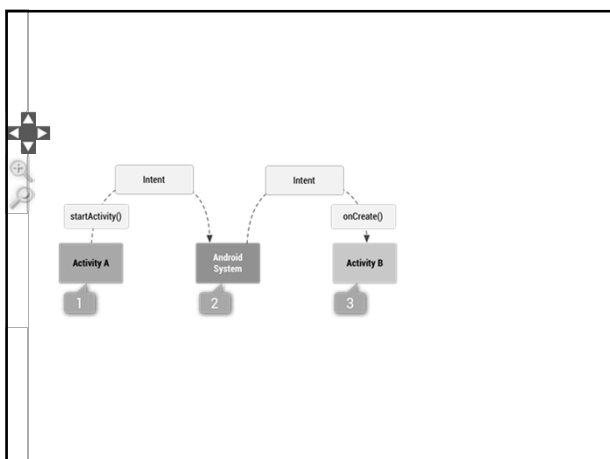 Intent
Intent
startActivity()
onCreate()
Activity A
Android
System
Activity B
1
2
3